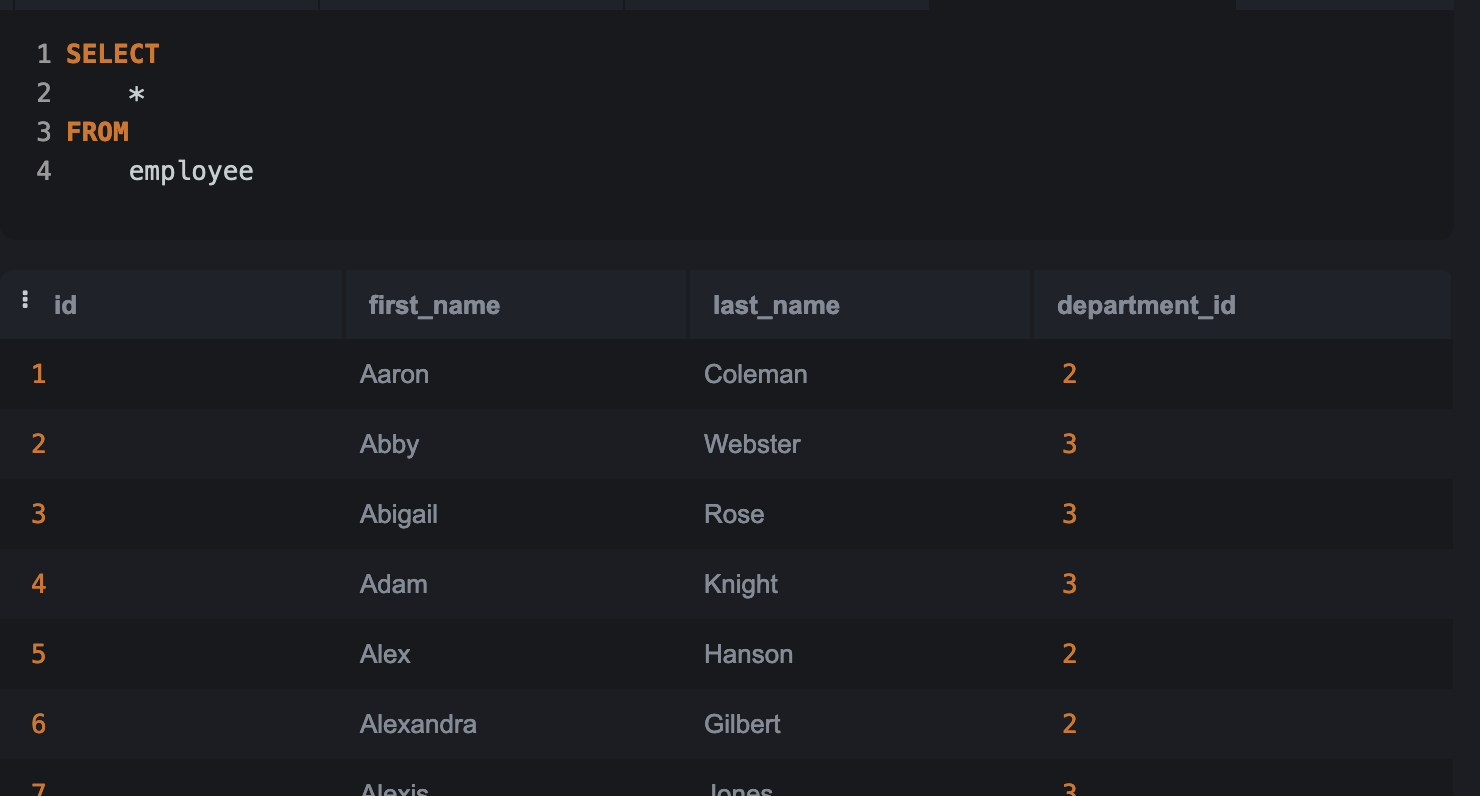 1 SELECT
2     *
3 FROM
4     employee
id first_name last_name department_id
1 Aaron Coleman 2
2 Abby Webster 3
3 Abigail Rose 3
4 Adam Knight 3
5 Alex Hanson 2
6 Alexandra Gilbert 2
7 Alexis Jones 3